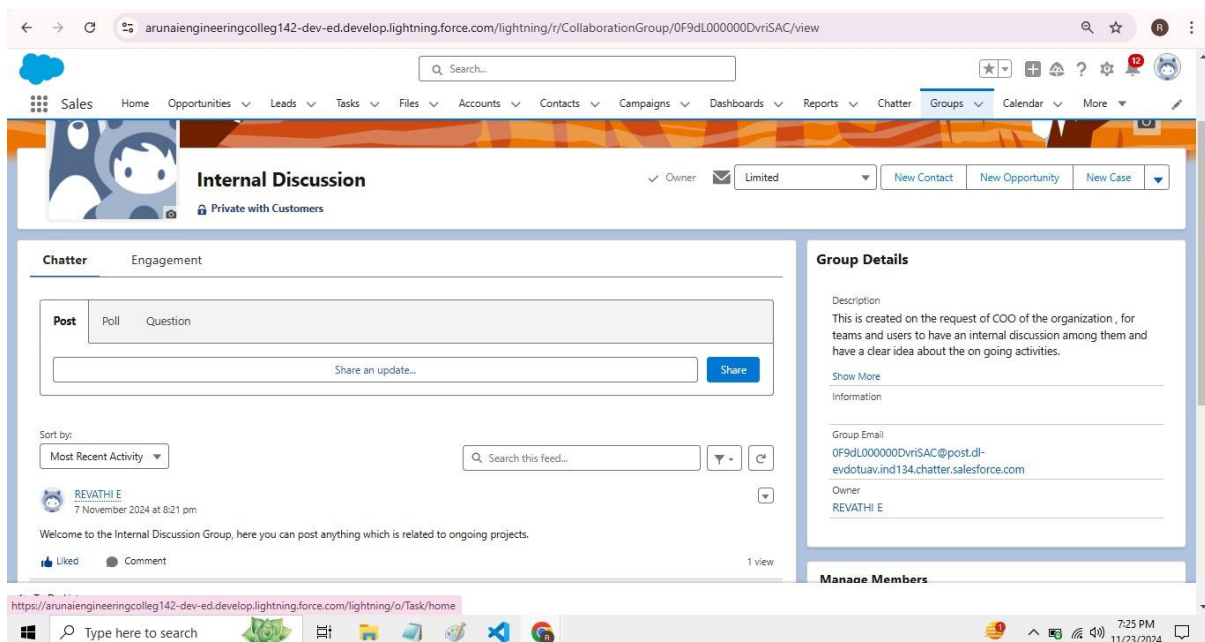 arunaiengineeringcolleg142-dev-ed.develop.lightning.force.com/lightning/r/CollaborationGroup/0F9dL000000DvriSAC/view
R
Search...
12
Sales Home Opportunities Leads Tasks Files Accounts Contacts Campaigns Dashboards Reports Chatter Groups Calendar More
Internal Discussion
Owner Limited New Contact New Opportunity New Case
Private with Customers
Chatter Engagement
Post Poll Question
Share an update... Share
Sort by:
Most Recent Activity
Search this feed...
REVATHI E
7 November 2024 at 8:21 pm
Welcome to the Internal Discussion Group, here you can post anything which is related to ongoing projects.
Liked Comment 1 view
Group Details
Description
This is created on the request of COO of the organization , for
teams and users to have an internal discussion among them and
have a clear idea about the on going activities.
Show More
Information
Group Email
0F9dL000000DvriSAC@post.dl-
evdotuav.ind134.chatter.salesforce.com
Owner
REVATHI E
Manage Members
https://arunaiengineeringcolleg142-dev-ed.develop.lightning.force.com/lightning/o/Task/home
Type here to search
7:25 PM
11/23/2024